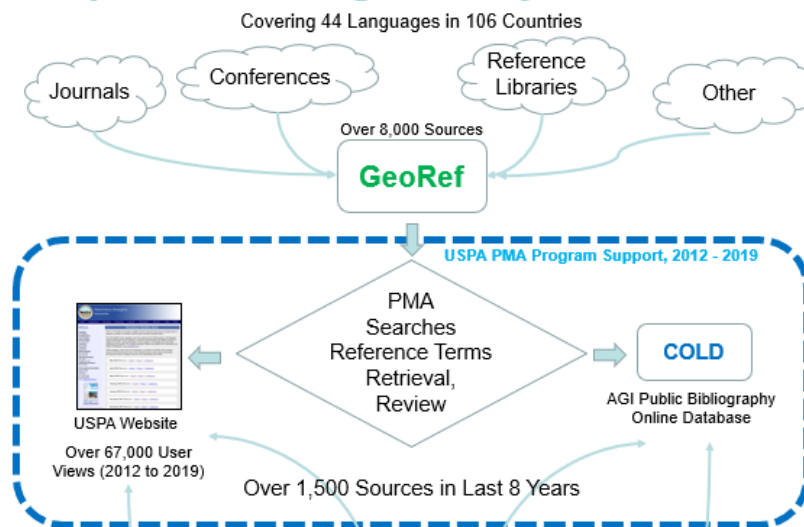 Covering 44 Languages in 106 Countries
Journals
Conferences
Reference
Libraries
Other
Over 8,000 Sources
GeoRef
USPA PMA Program Support, 2012 - 2019
PMA
Searches
Reference Terms
Retrieval,
Review
COLD
USPA Website
AGI Public Bibliography
Online Database
Over 67,000 User
Views (2012 to 2019)
Over 1,500 Sources in Last 8 Years